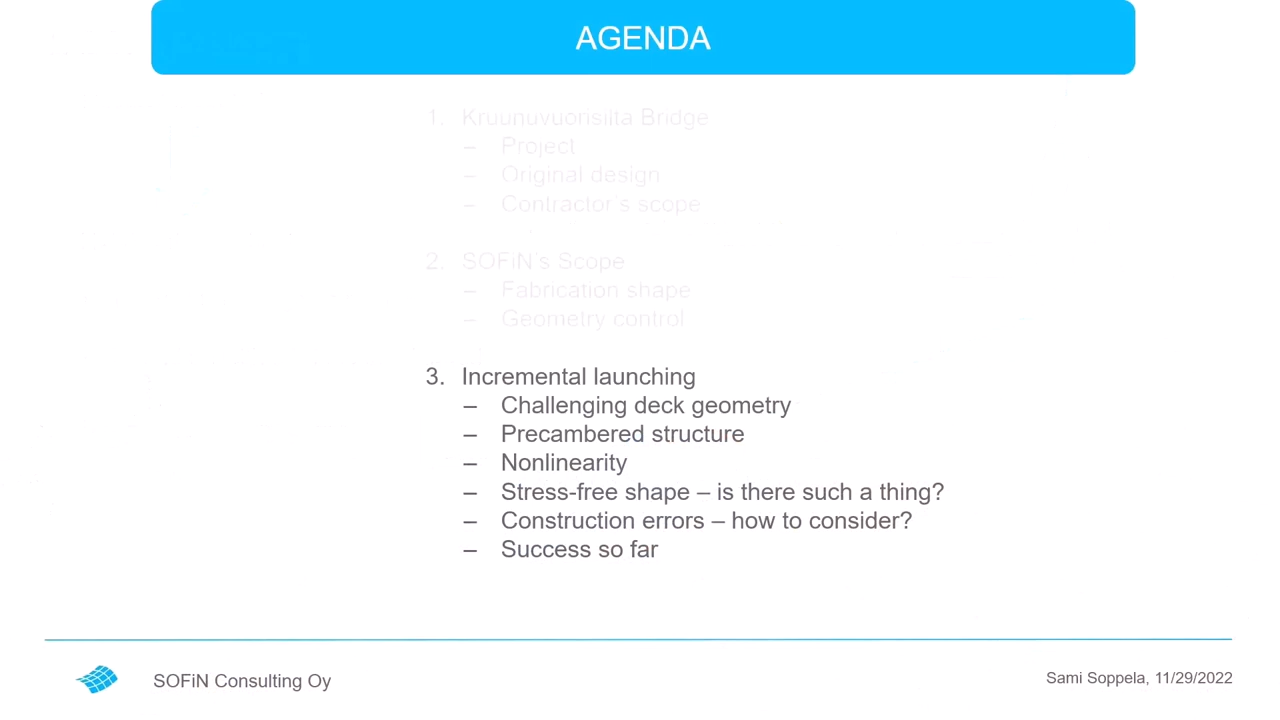 AGENDA
1. Kruunuvuorisilta Bridge
– Project
– Original design
– Contractor´s scope
2. SOFiN´s Scope
– Fabrication shape
– Geometry control
3. Incremental launching
– Challenging deck geometry
– Precambered structure
– Nonlinearity
– Stress-free shape – is there such a thing?
– Construction errors – how to consider?
– Success so far
SOFiN Consulting Oy
Sami Soppela, 11/29/2022